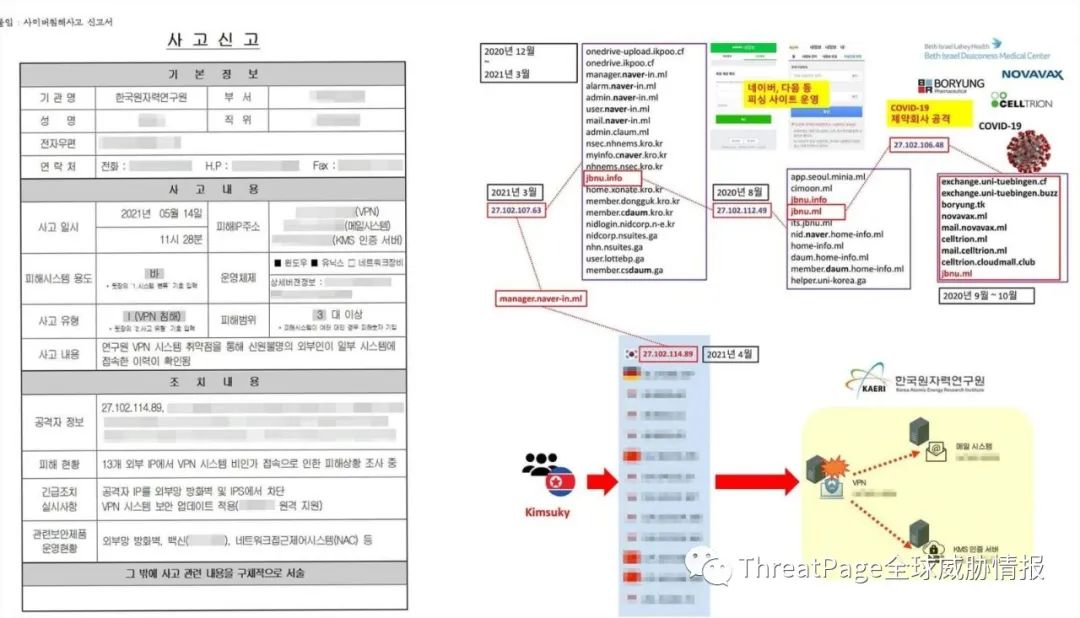 붙임 : 사이버침해사고 신고서
사 고 신 고
기 본 정 보
기 관 명 한국원자력연구원 부 서
성 명 직 위
전자우편
연 락 처 전화 : H.P : Fax :
사 고 내 용
사고 일시 2021년 05월 14일
11시 28분
피해IP주소 (VPN)
(메일시스템)
(KMS 인증 서버)
피해시스템 용도 바
운영체제 ■ 윈도우 ■ 유닉스 □ 네트워크장비
상세버젼정보 :
사고 유형 I (VPN 침해)
피해범위 3 대 이상
사고 내용 연구원 VPN 시스템 취약점을 통해 신원불명의 외부인이 일부 시스템에
접속한 이력이 확인됨
조 치 내 용
공격자 정보 27.102.114.89,
피해 현황 13개 외부 IP에서 VPN 시스템 비인가 접속으로 인한 피해상황 조사 중
긴급조치
실시사항
공격자 IP를 외부망 방화벽 및 IPS에서 차단
VPN 시스템 보안 업데이트 적용( 원격 지원)
관련보안제품
운영현황
외부망 방화벽, 백신( ), 네트워크접근제어시스템(NAC) 등
그 밖에 사고 관련 내용을 구체적으로 서술
2020년 12월
~
2021년 3월
onedrive-upload.ikpoo.cf
onedrive.ikpoo.cf
manager.naver-in.ml
alarm.naver-in.ml
admin.naver-in.ml
user.naver-in.ml
mail.naver-in.ml
admin.claum.ml
nsec.nhnems.kro.kr
myinfo.cnaver.kro.kr
nhnems.nsec.kro.kr
jbnu.info
home.xonate.kro.kr
member.dongguk.kro.kr
member.cdaum.kro.kr
nidlogin.nidcorp.n-e.kr
nidcorp.nsuites.ga
nhn.nsuites.ga
user.lottebp.ga
member.csdaum.ga
2021년 3월
27.102.107.63
manager.naver-in.ml
네이버, 다음 등
피싱 사이트 운영
2020년 8월
27.102.112.49
app.seoul.minia.ml
cimoon.ml
jbnu.info
jbnu.ml
its.jbnu.ml
nid.naver.home-info.ml
home-info.ml
daum.home-info.ml
member.daum.home-info.ml
helper.uni-korea.ga
Beth Israel Lahey Health
Beth Israel Deaconess Medical Center
BORYUNG
NOVAVAX
CELLTRION
COVID-19
제약회사 공격
COVID-19
27.102.106.48
exchange.uni-tuebingen.cf
exchange.uni-tuebingen.buzz
boryung.tk
novavax.ml
mail.novavax.ml
celltrion.ml
mail.celltrion.ml
celltrion.cloudmall.club
jbnu.ml
2020년 9월 ~ 10월
27.102.114.89
2021년 4월
Kimsuky
KAERI 한국원자력연구원
Korea Atomic Energy Research Institute
메일 시스템
VPN
KMS 인증 서버
ThreatPage全球威胁情报